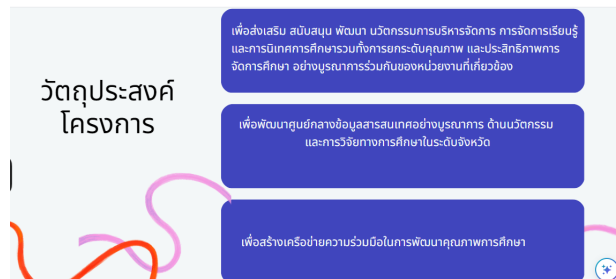 วัตถุประสงค์
โครงการ
เพื่อส่งเสริม สนับสนุน พัฒนา นวัตกรรมการบริหารจัดการ การจัดการเรียนรู้
และการนิเทศการศึกษารวมทั้งการยกระดับคุณภาพ และประสิทธิภาพการ
จัดการศึกษา อย่างบูรณาการร่วมกันของหน่วยงานที่เกี่ยวข้อง
เพื่อพัฒนาศูนย์กลางข้อมูลสารสนเทศอย่างบูรณาการ ด้านนวัตกรรม
และการวิจัยทางการศึกษาในระดับจังหวัด
เพื่อสร้างเครือข่ายความร่วมมือในการพัฒนาคุณภาพการศึกษา